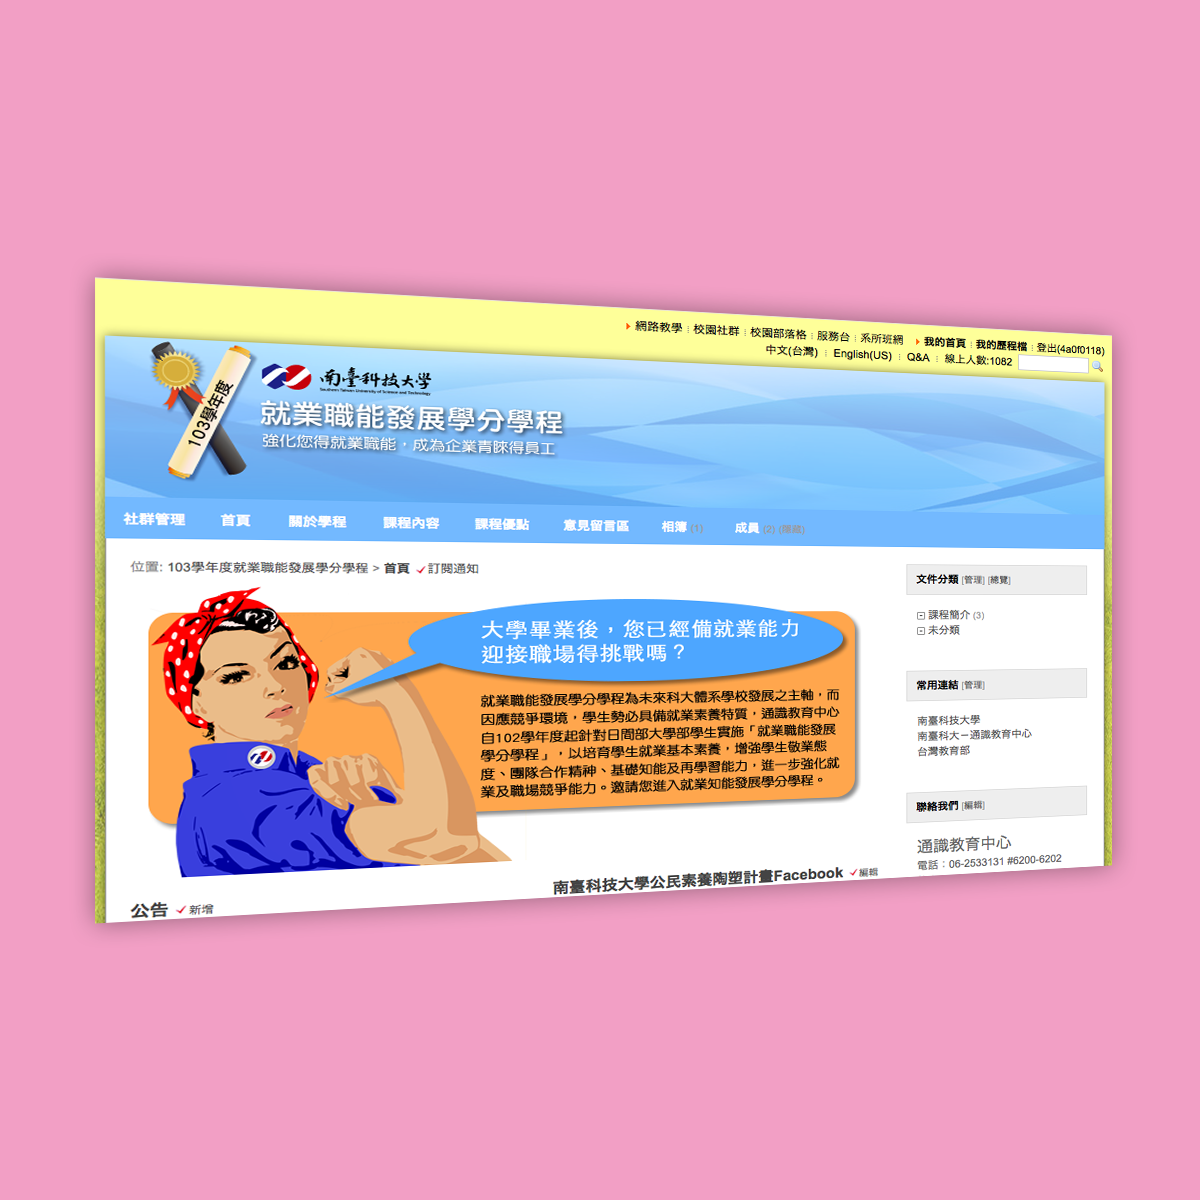 網路教學 校園社群 校園部落格 服務台 系所班網 我的首頁 我的歷程檔 登出(4a0f0118)
中文(台灣) English(US) Q&A 線上人數:1082
103學年度
南臺科技大學
Southern Taiwan University of Science and Technology
就業職能發展學分學程
強化您得就業職能，成為企業青睞得員工
社群管理 首頁 關於學程 課程內容 課程優點 意見留言區 相簿 (1) 成員 (2)
位置: 103學年度就業職能發展學分學程 > 首頁 訂閱通知
大學畢業後，您已經備就業能力
迎接職場得挑戰嗎？
就業職能發展學分學程為未來科大體系學校發展之主軸，而
因應競爭環境，學生勢必具備就業素養特質，通識教育中心
自102學年度起針對日間部大學部學生實施「就業職能發展
學分學程」，以培育學生就業基本素養，增強學生敬業態
度、團隊合作精神、基礎知能及再學習能力，進一步強化就
業及職場競爭能力。邀請您進入就業知能發展學分學程。
公告 新增
南臺科技大學公民素養陶塑計畫Facebook 編輯
文件分類 [管理] [總覽]
課程簡介 (3)
未分類
常用連結 [管理]
南臺科技大學
南臺科大－通識教育中心
台灣教育部
聯絡我們 [編輯]
通識教育中心
電話：06-2533131 #6200-6202